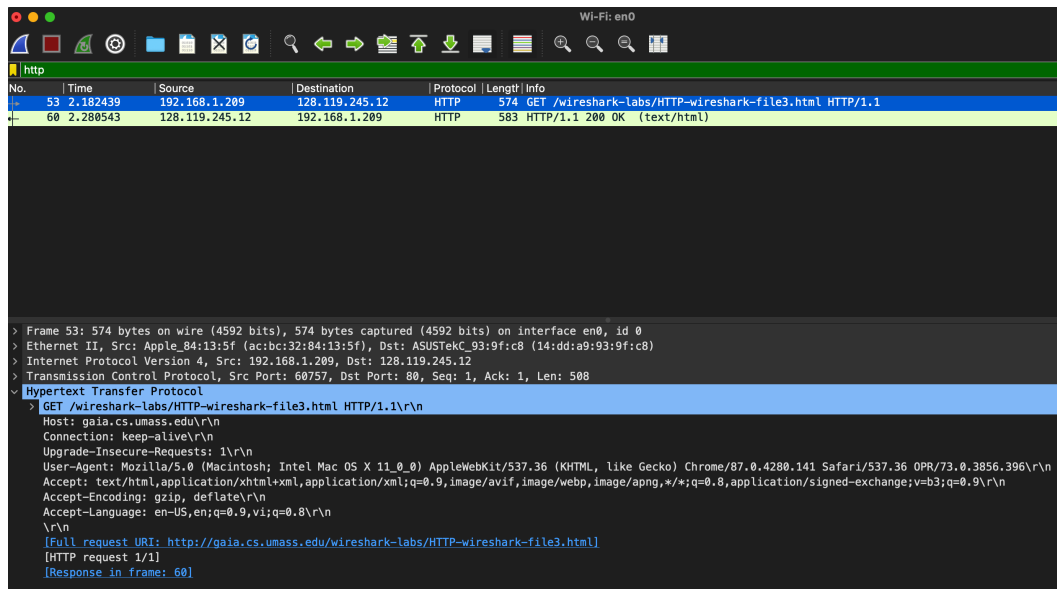 Wi-Fi: en0
http
No. Time Source Destination Protocol Length Info
53 2.182439 192.168.1.209 128.119.245.12 HTTP 574 GET /wireshark-labs/HTTP-wireshark-file3.html HTTP/1.1
60 2.280543 128.119.245.12 192.168.1.209 HTTP 583 HTTP/1.1 200 OK (text/html)
Frame 53: 574 bytes on wire (4592 bits), 574 bytes captured (4592 bits) on interface en0, id 0
Ethernet II, Src: Apple_84:13:5f (ac:bc:32:84:13:5f), Dst: ASUSTekC_93:9f:c8 (14:dd:a9:93:9f:c8)
Internet Protocol Version 4, Src: 192.168.1.209, Dst: 128.119.245.12
Transmission Control Protocol, Src Port: 60757, Dst Port: 80, Seq: 1, Ack: 1, Len: 508
Hypertext Transfer Protocol
GET /wireshark-labs/HTTP-wireshark-file3.html HTTP/1.1\r\n
Host: gaia.cs.umass.edu\r\n
Connection: keep-alive\r\n
Upgrade-Insecure-Requests: 1\r\n
User-Agent: Mozilla/5.0 (Macintosh; Intel Mac OS X 11_0_0) AppleWebKit/537.36 (KHTML, like Gecko) Chrome/87.0.4280.141 Safari/537.36 OPR/73.0.3856.396\r\n
Accept: text/html,application/xhtml+xml,application/xml;q=0.9,image/avif,image/webp,image/apng,*/*;q=0.8,application/signed-exchange;v=b3;q=0.9\r\n
Accept-Encoding: gzip, deflate\r\n
Accept-Language: en-US,en;q=0.9,vi;q=0.8\r\n
\r\n
[Full request URI: http://gaia.cs.umass.edu/wireshark-labs/HTTP-wireshark-file3.html]
[HTTP request 1/1]
[Response in frame: 60]